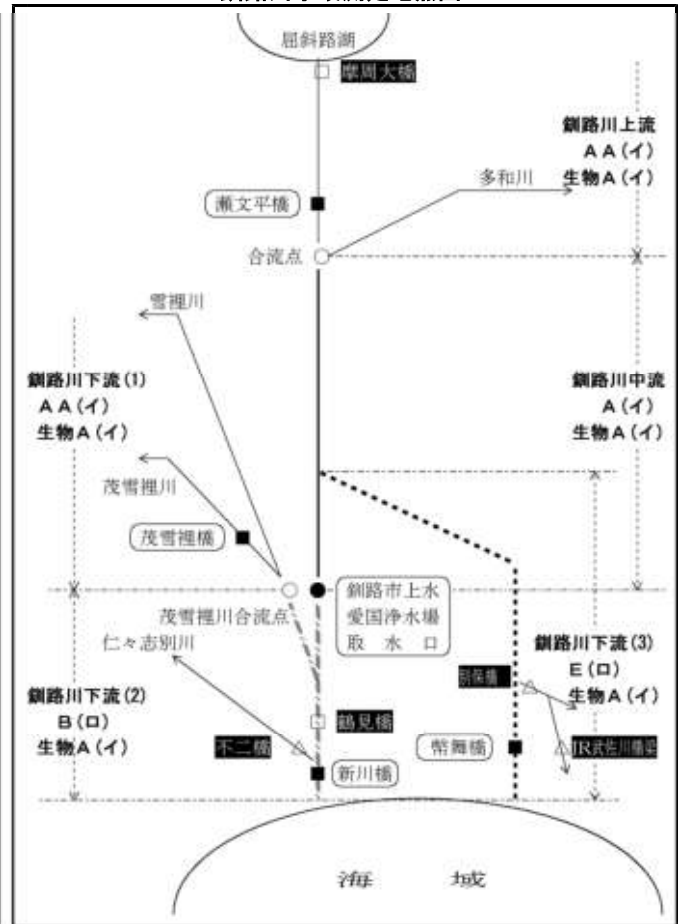 屈斜路湖
摩周大橋
釧路川上流
AA(イ)
生物A(イ)
多和川
瀬文平橋
合流点
雪裡川
釧路川下流(1)
AA(イ)
生物A(イ)
釧路川中流
A(イ)
生物A(イ)
茂雪裡川
茂雪裡橋
釧路市上水
愛国浄水場
取水口
茂雪裡川合流点
仁々志別川
釧路川下流(3)
E(ロ)
生物A(イ)
別保橋
釧路川下流(2)
B(ロ)
生物A(イ)
鶴見橋
不二橋
幣舞橋
JR武佐川橋梁
新川橋
海域